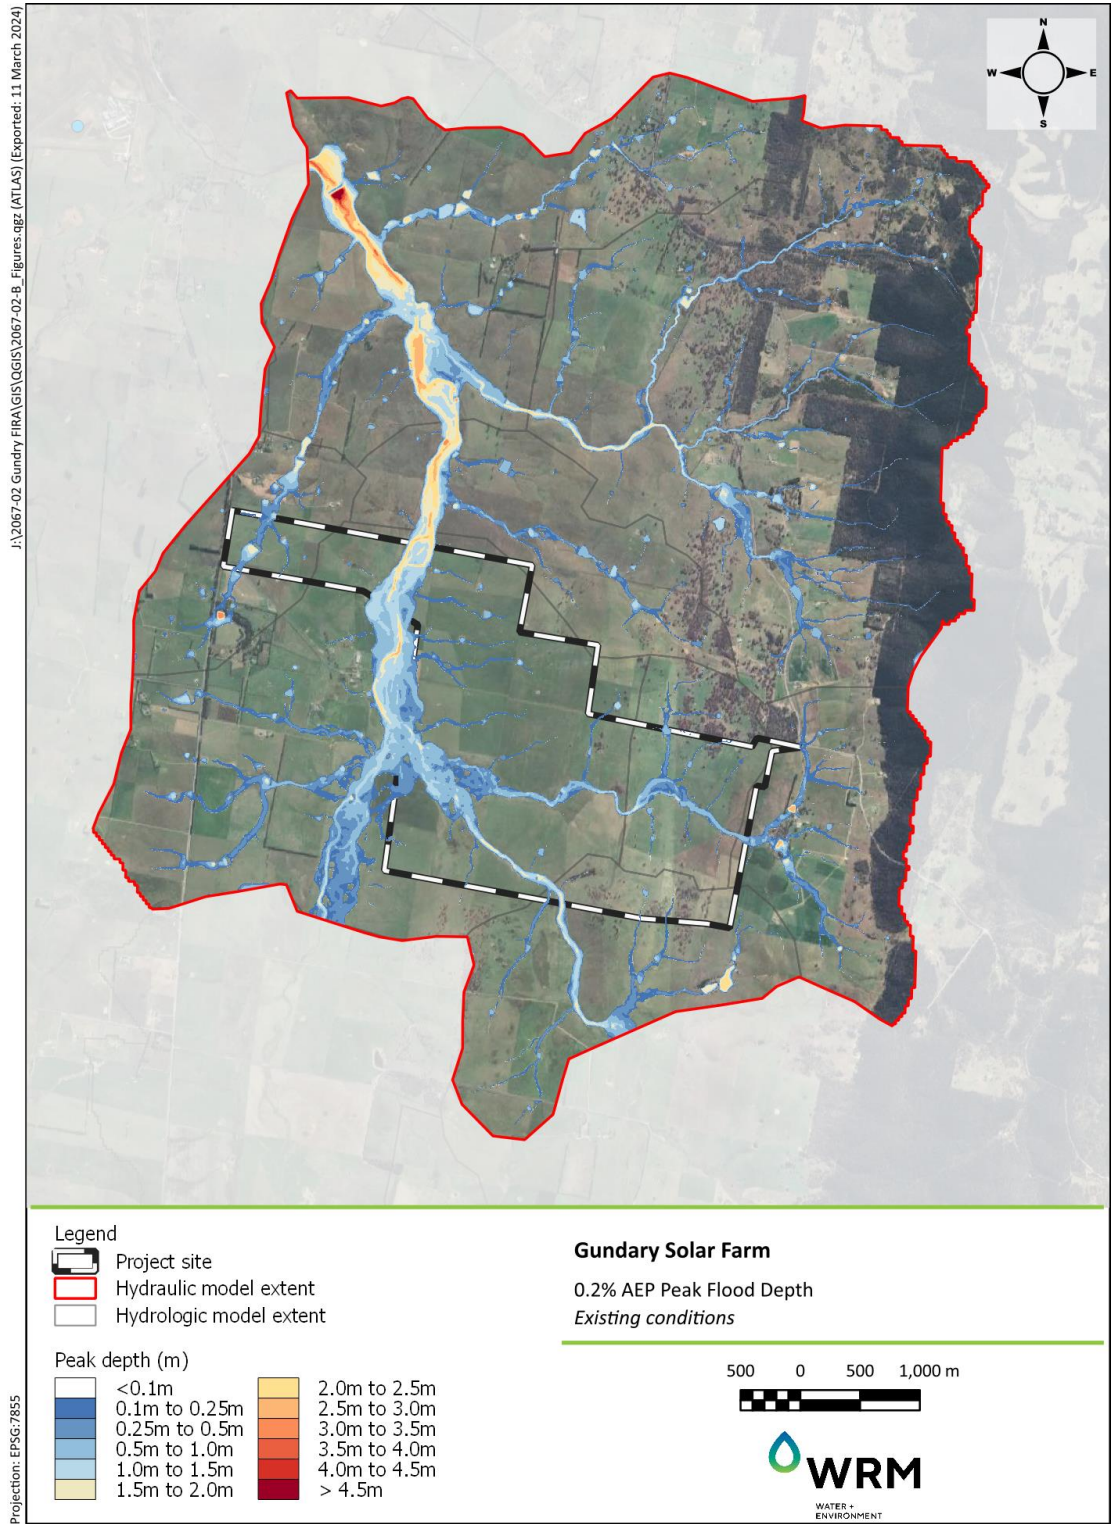 J:\2067-02 Gundry FIRA\GIS\QGIS\2067-02-B_Figures.qgz (ATLAS) (Exported: 11 March 2024)
N
W
E
S
Projection: EPSG:7855
Legend
Project site
Hydraulic model extent
Hydrologic model extent
Peak depth (m)
<0.1m
0.1m to 0.25m
0.25m to 0.5m
0.5m to 1.0m
1.0m to 1.5m
1.5m to 2.0m
2.0m to 2.5m
2.5m to 3.0m
3.0m to 3.5m
3.5m to 4.0m
4.0m to 4.5m
> 4.5m
Gundary Solar Farm
0.2% AEP Peak Flood Depth
Existing conditions
500 0 500 1,000 m
WRM
WATER +
ENVIRONMENT